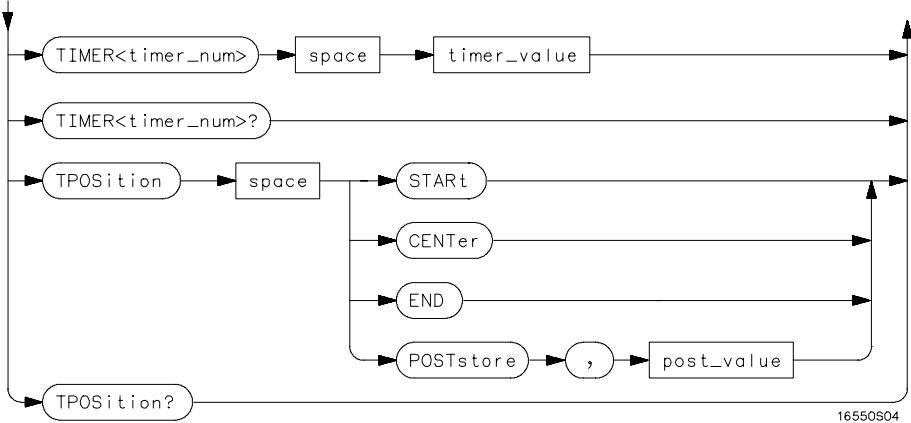 TIMER<timer_num> space timer_value
TIMER<timer_num>?
TPOSition space STARt
CENTer
END
POSTstore , post_value
TPOSition?
16550S04